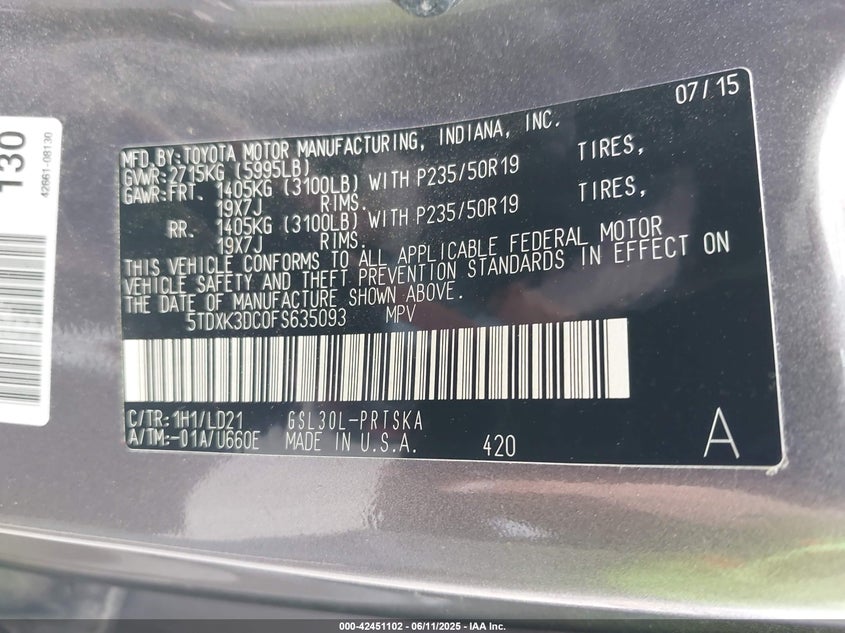 130
42661-08130
07/15
MFD.BY:TOYOTA MOTOR MANUFACTURING, INDIANA, INC.
GVWR:2715KG (5995LB)
GAWR:FRT. 1405KG (3100LB) WITH P235/50R19 TIRES,
19X7J RIMS.
RR. 1405KG (3100LB) WITH P235/50R19 TIRES,
19X7J RIMS.
THIS VEHICLE CONFORMS TO ALL APPLICABLE FEDERAL MOTOR
VEHICLE SAFETY AND THEFT PREVENTION STANDARDS IN EFFECT ON
THE DATE OF MANUFACTURE SHOWN ABOVE.
5TDXK3DC0FS635093 MPV
C/TR:1H1/LD21 GSL30L-PRTSKA
A/TM:-01A/U660E MADE IN U.S.A. 420 A
000-42451102 - 06/11/2025 - IAA Inc.